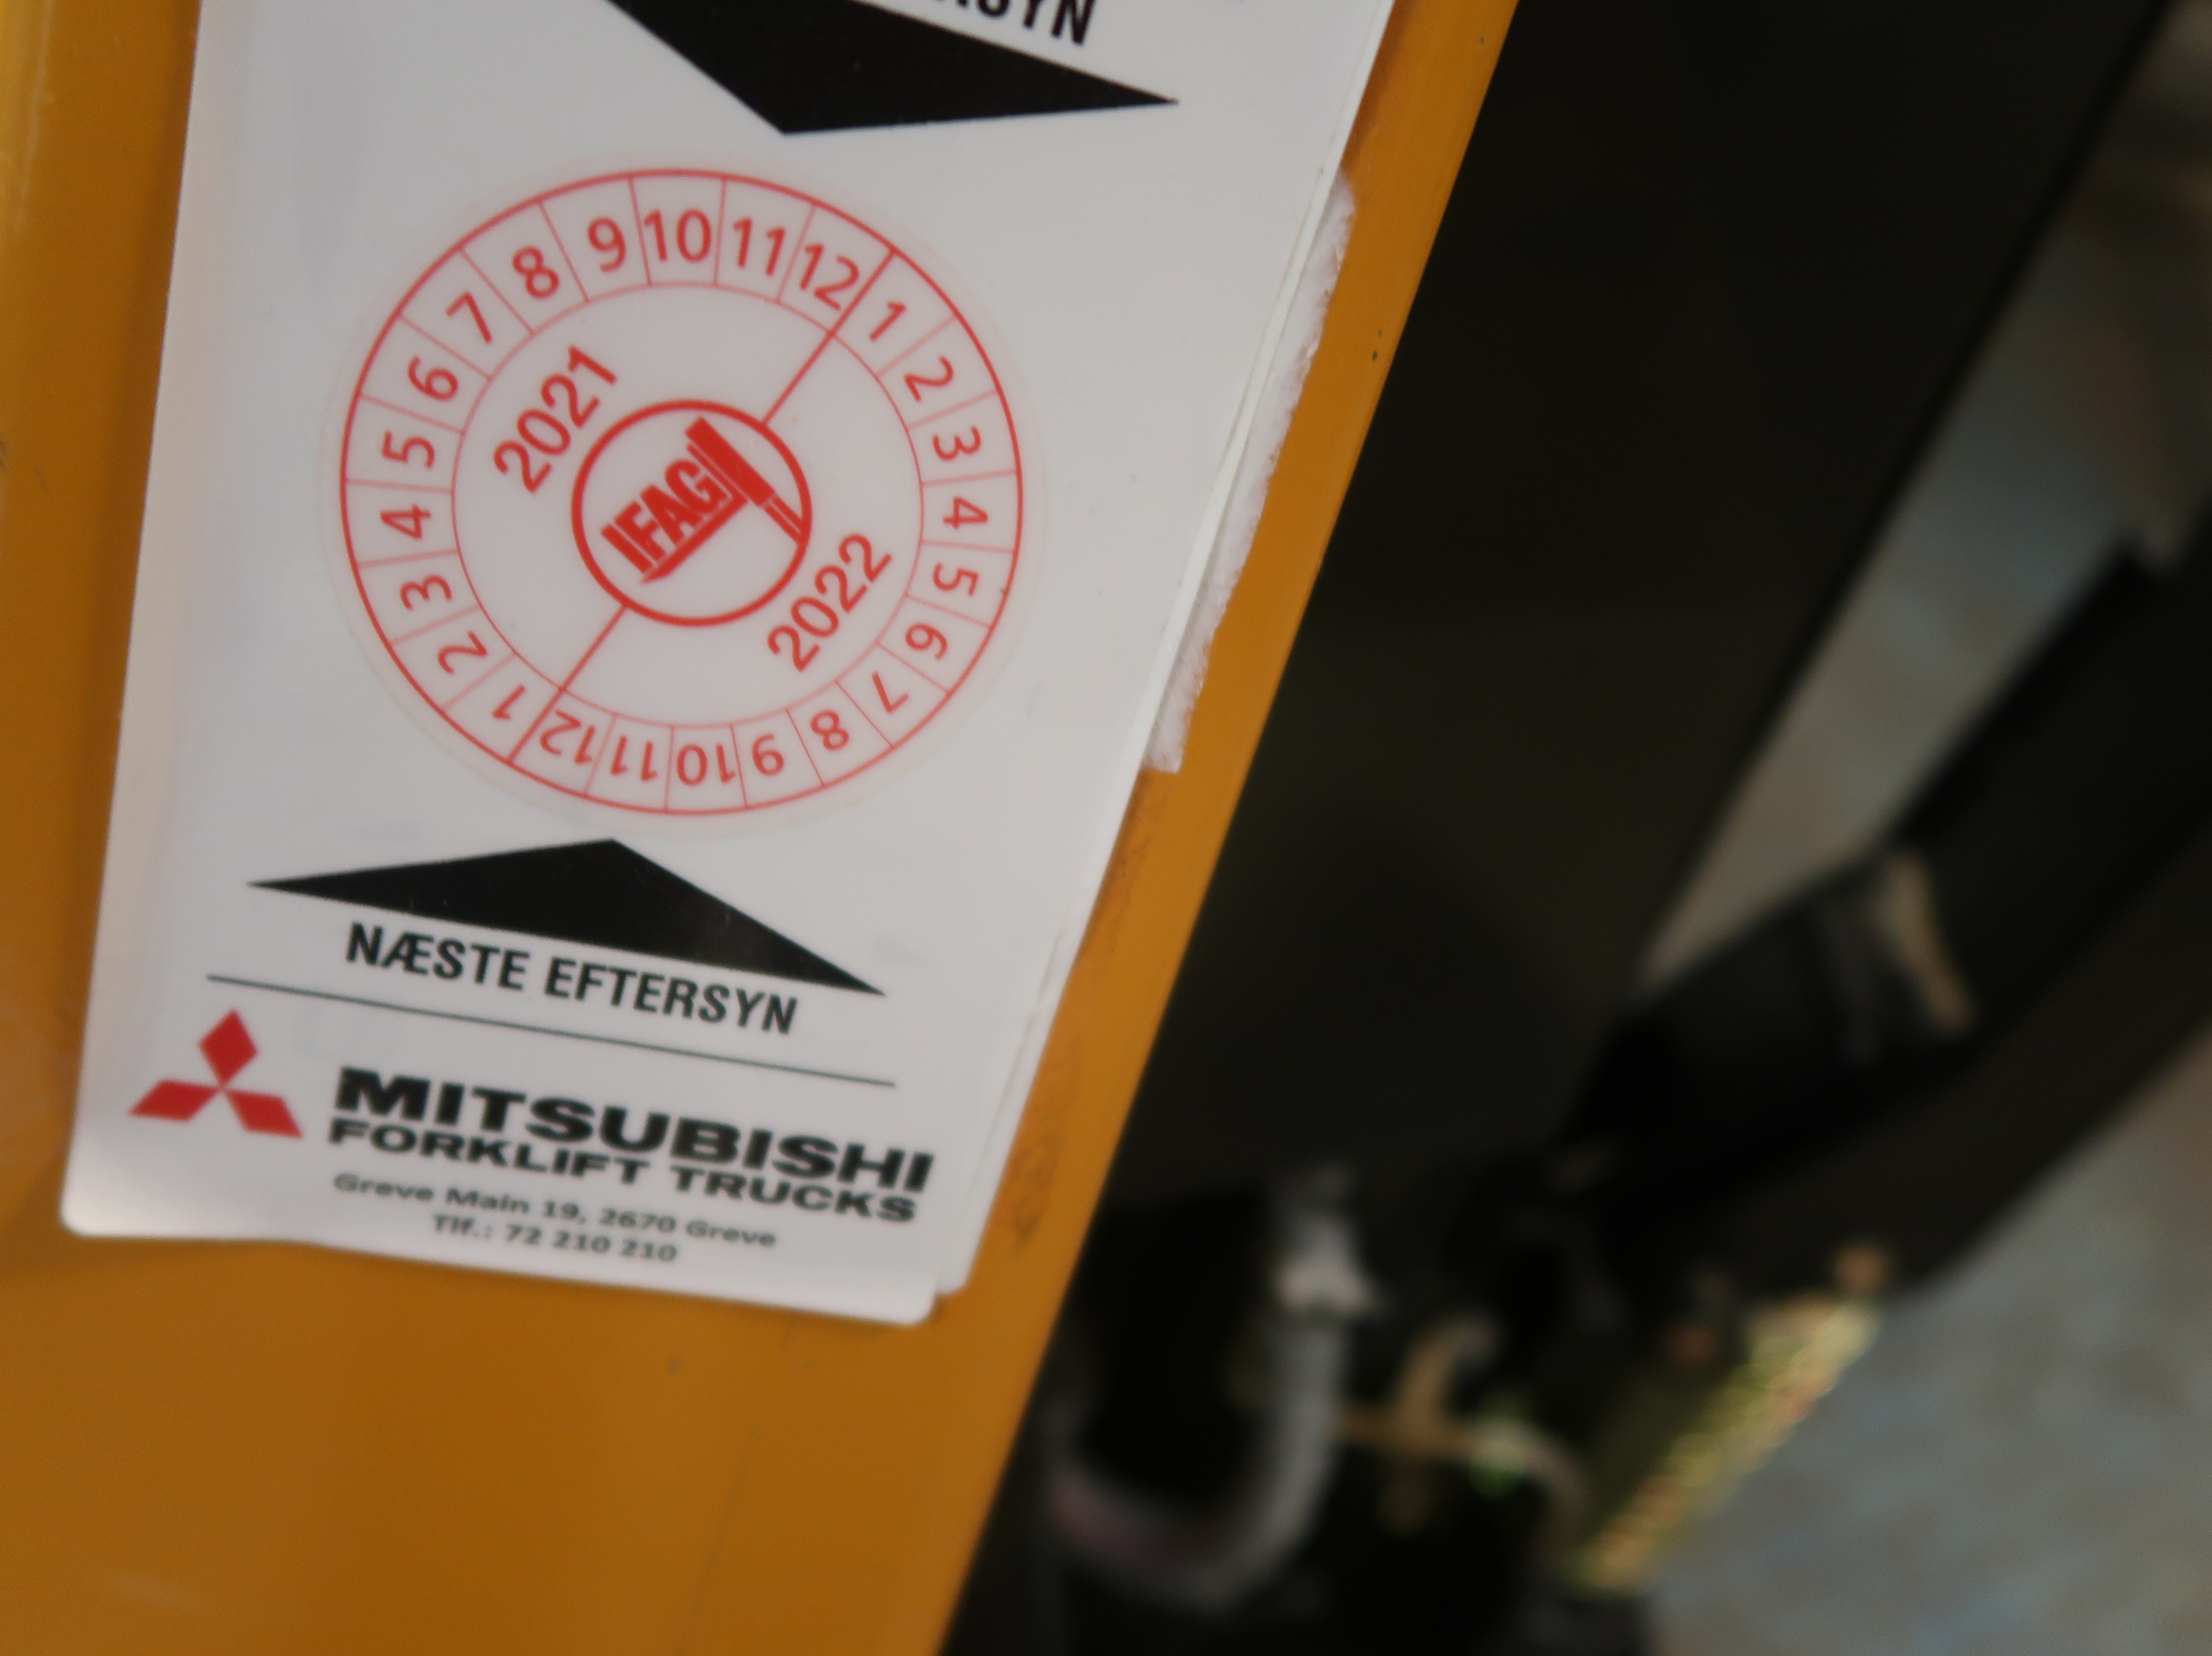 2021
1 2 3 4 5 6 7 8 9 10 11 12
IFAG
2022
1 2 3 4 5 6 7 8 9 10 11 12
NÆSTE EFTERSYN
MITSUBISHI
FORKLIFT TRUCKS
Greve Main 19, 2670 Greve
Tlf.: 72 210 210